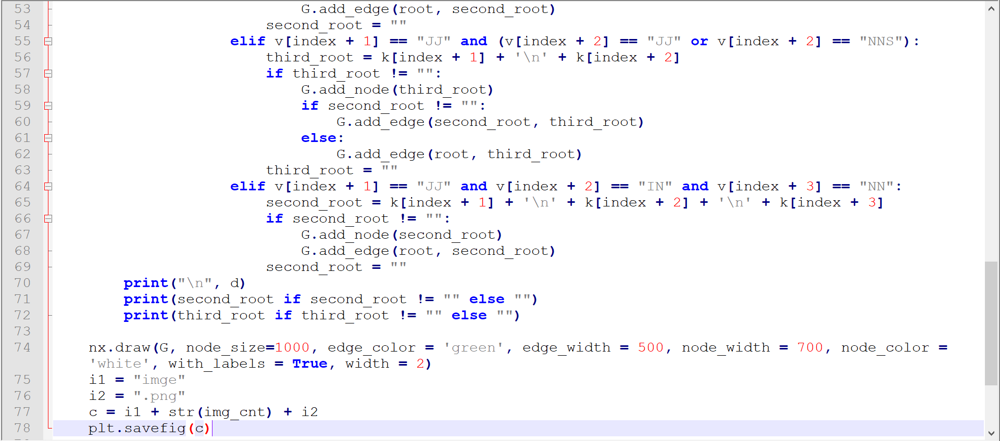 53 G.add_edge(root, second_root)
54 second_root = ""
55 elif v[index + 1] == "JJ" and (v[index + 2] == "JJ" or v[index + 2] == "NNS"):
56 third_root = k[index + 1] + '\n' + k[index + 2]
57 if third_root != "":
58 G.add_node(third_root)
59 if second_root != "":
60 G.add_edge(second_root, third_root)
61 else:
62 G.add_edge(root, third_root)
63 third_root = ""
64 elif v[index + 1] == "JJ" and v[index + 2] == "IN" and v[index + 3] == "NN":
65 second_root = k[index + 1] + '\n' + k[index + 2] + '\n' + k[index + 3]
66 if second_root != "":
67 G.add_node(second_root)
68 G.add_edge(root, second_root)
69 second_root = ""
70 print("\n", d)
71 print(second_root if second_root != "" else "")
72 print(third_root if third_root != "" else "")
73
74 nx.draw(G, node_size=1000, edge_color = 'green', edge_width = 500, node_width = 700, node_color =
'white', with_labels = True, width = 2)
75 i1 = "imge"
76 i2 = ".png"
77 c = i1 + str(img_cnt) + i2
78 plt.savefig(c)